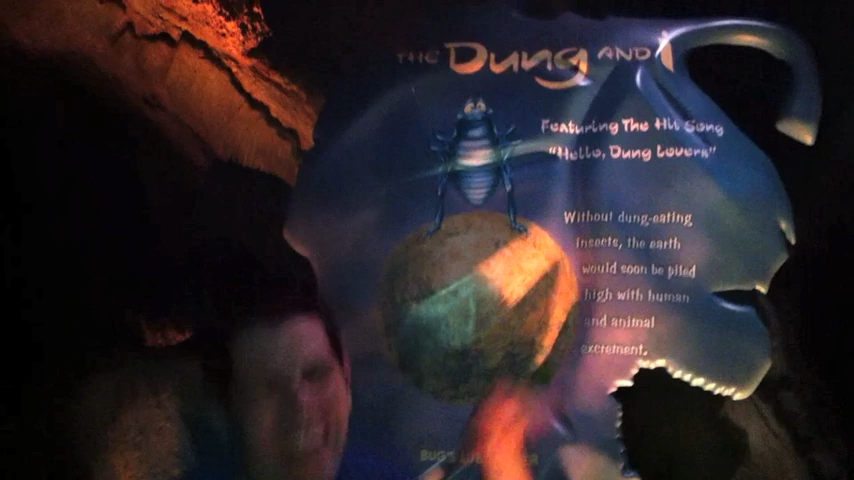 THE Dung AND I
Featuring The Hit Song
"Hello, Dung Lovers"
Without dung-eating
insects, the earth
would soon be piled
high with human
and animal
excrement.
BUG'S